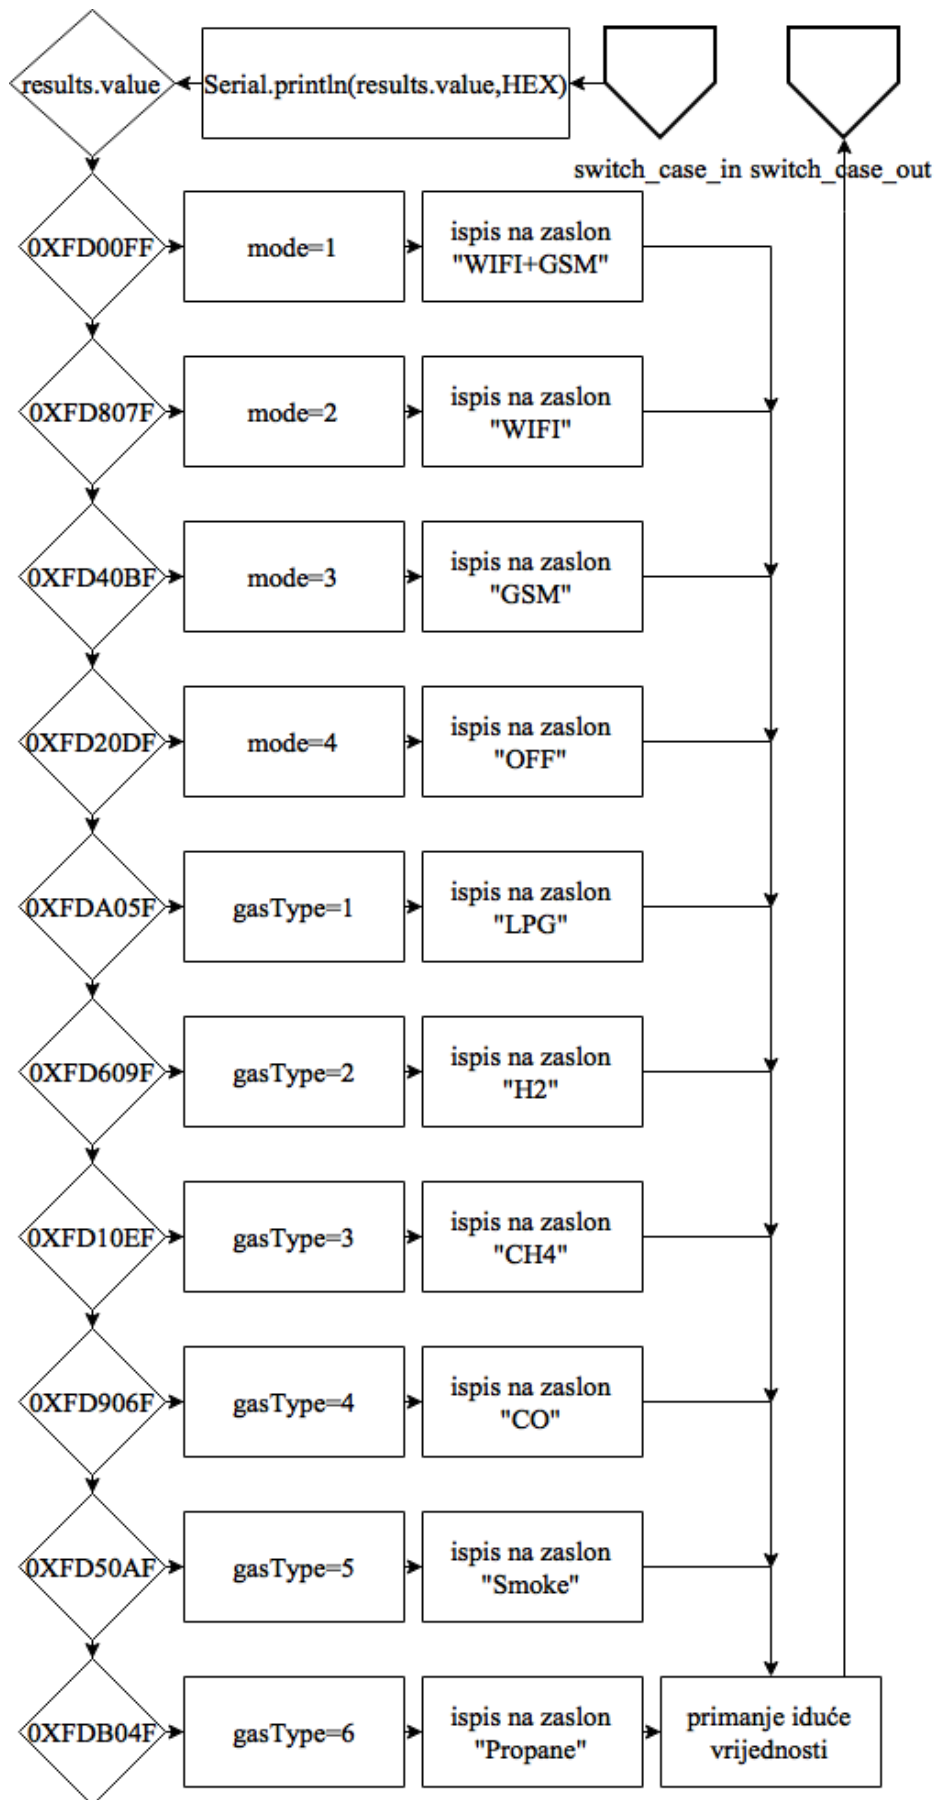 results.value
Serial.println(results.value,HEX)
switch_case_in
switch_case_out
0XFD00FF
mode=1
ispis na zaslon
"WIFI+GSM"
0XFD807F
mode=2
ispis na zaslon
"WIFI"
0XFD40BF
mode=3
ispis na zaslon
"GSM"
0XFD20DF
mode=4
ispis na zaslon
"OFF"
0XFDA05F
gasType=1
ispis na zaslon
"LPG"
0XFD609F
gasType=2
ispis na zaslon
"H2"
0XFD10EF
gasType=3
ispis na zaslon
"CH4"
0XFD906F
gasType=4
ispis na zaslon
"CO"
0XFD50AF
gasType=5
ispis na zaslon
"Smoke"
0XFDB04F
gasType=6
ispis na zaslon
"Propane"
primanje iduće
vrijednosti